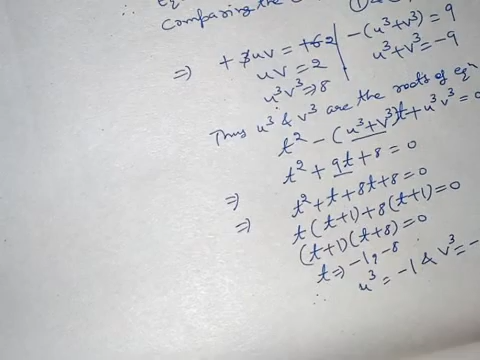 Comparing the
+3uv = +6 | -(u³+v³) = 9
⇒ uv = 2 | u³+v³ = -9
u³v³ ⇒ 8
Thus u³ & v³ are the roots of eqⁿ
t² - (u³+v³)t + u³v³ = 0
t² + 9t + 8 = 0
⇒ t² + t + 8t + 8 = 0
⇒ t(t+1) + 8(t+1) = 0
(t+1)(t+8) = 0
t ⇒ -1, -8
∴ u³ = -1 & v³ = -